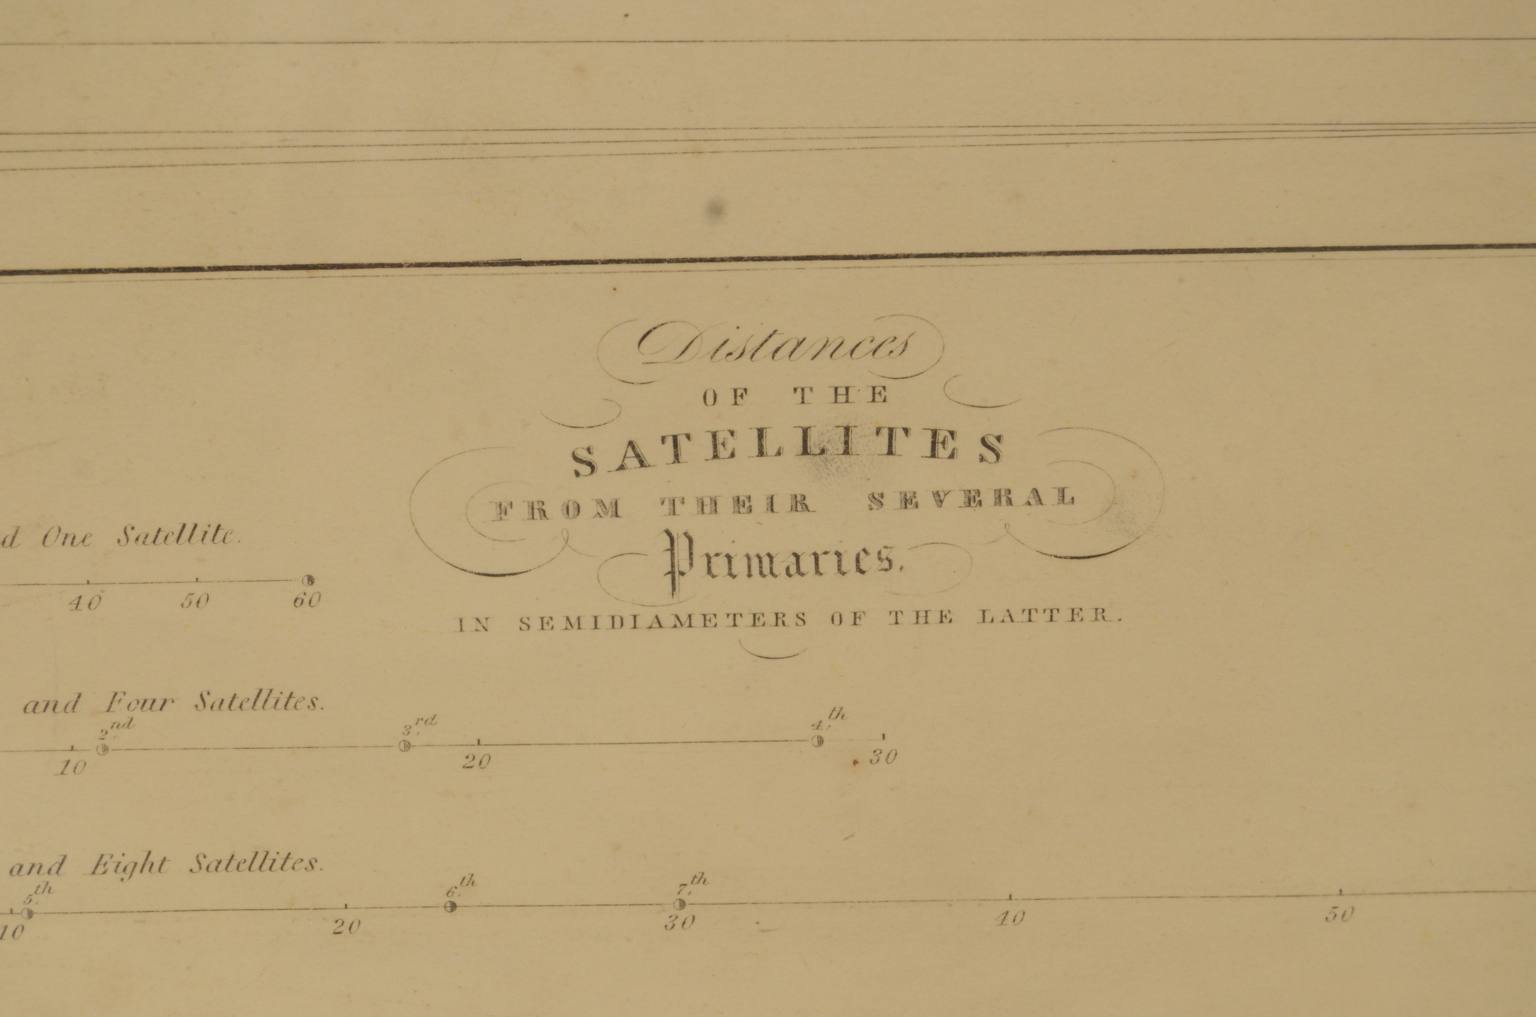 Distances
OF THE
SATELLITES
FROM THEIR SEVERAL
Primaries.
IN SEMIDIAMETERS OF THE LATTER.
d One Satellite.
40 50 60
and Four Satellites.
2nd. 3rd. 4th.
10 20 30
and Eight Satellites.
5th. 6th. 7th.
10 20 30 40 50